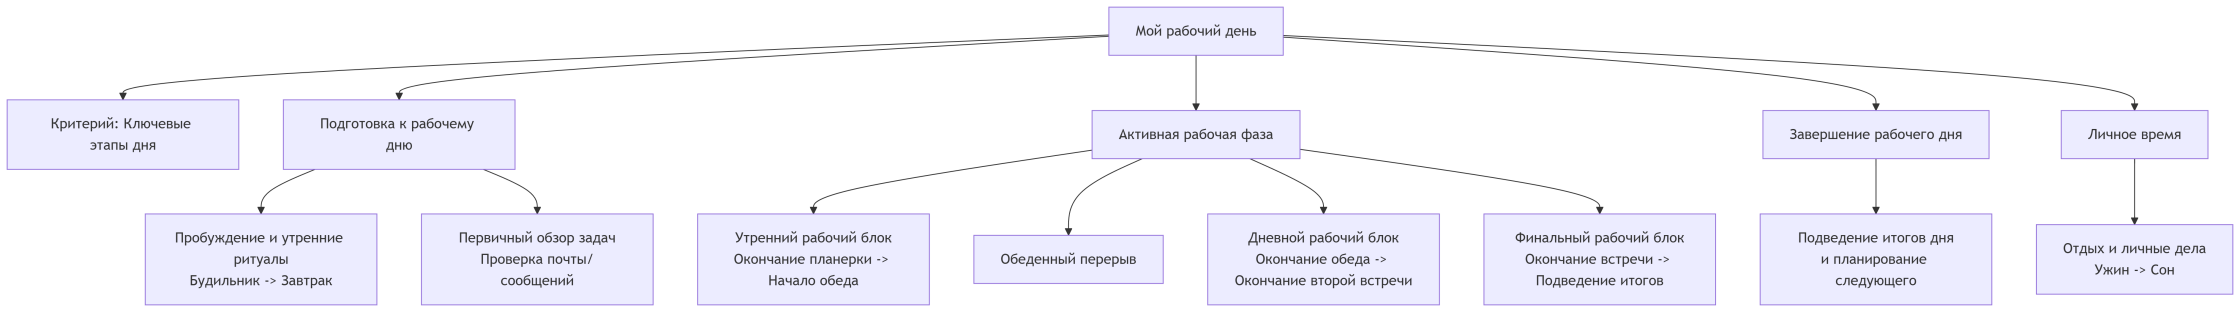 Мой рабочий день
Критерий: Ключевые
этапы дня
Подготовка к рабочему
дню
Активная рабочая фаза
Завершение рабочего дня
Личное время
Пробуждение и утренние
ритуалы
Будильник -> Завтрак
Первичный обзор задач
Проверка почты/
сообщений
Утренний рабочий блок
Окончание планерки ->
Начало обеда
Обеденный перерыв
Дневной рабочий блок
Окончание обеда ->
Окончание второй встречи
Финальный рабочий блок
Окончание встречи ->
Подведение итогов
Подведение итогов дня
и планирование
следующего
Отдых и личные дела
Ужин -> Сон